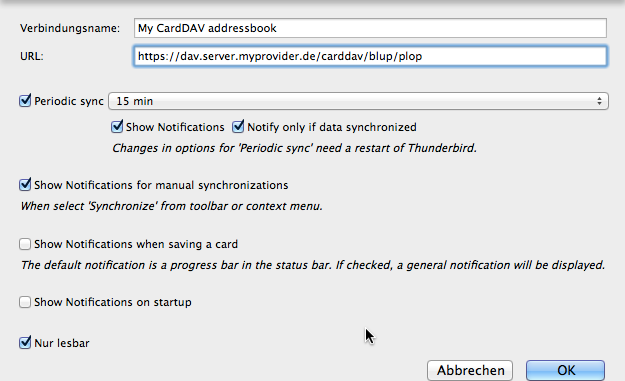 Verbindungsname: My CardDAV addressbook
URL: https://dav.server.myprovider.de/carddav/blup/plop
Periodic sync 15 min
Show Notifications Notify only if data synchronized
Changes in options for 'Periodic sync' need a restart of Thunderbird.
Show Notifications for manual synchronizations
When select 'Synchronize' from toolbar or context menu.
Show Notifications when saving a card
The default notification is a progress bar in the status bar. If checked, a general notification will be displayed.
Show Notifications on startup
Nur lesbar
Abbrechen OK